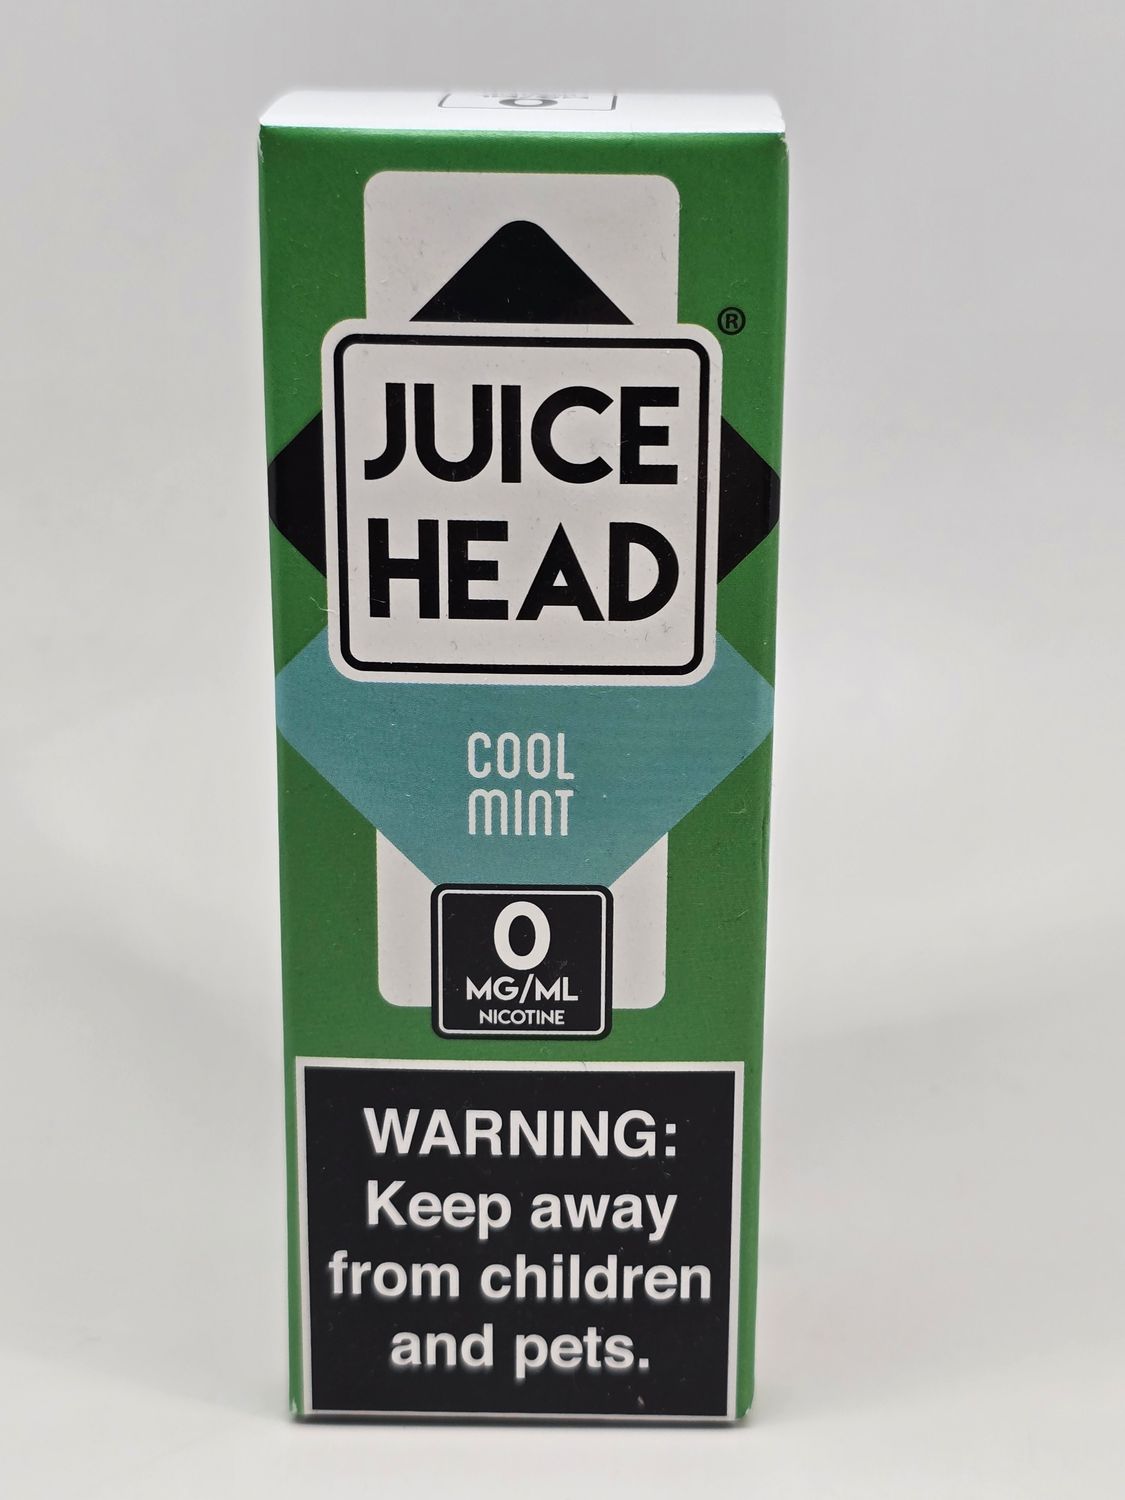 ®
JUICE
HEAD
COOL
MINT
0
MG/ML
NICOTINE
WARNING:
Keep away
from children
and pets.